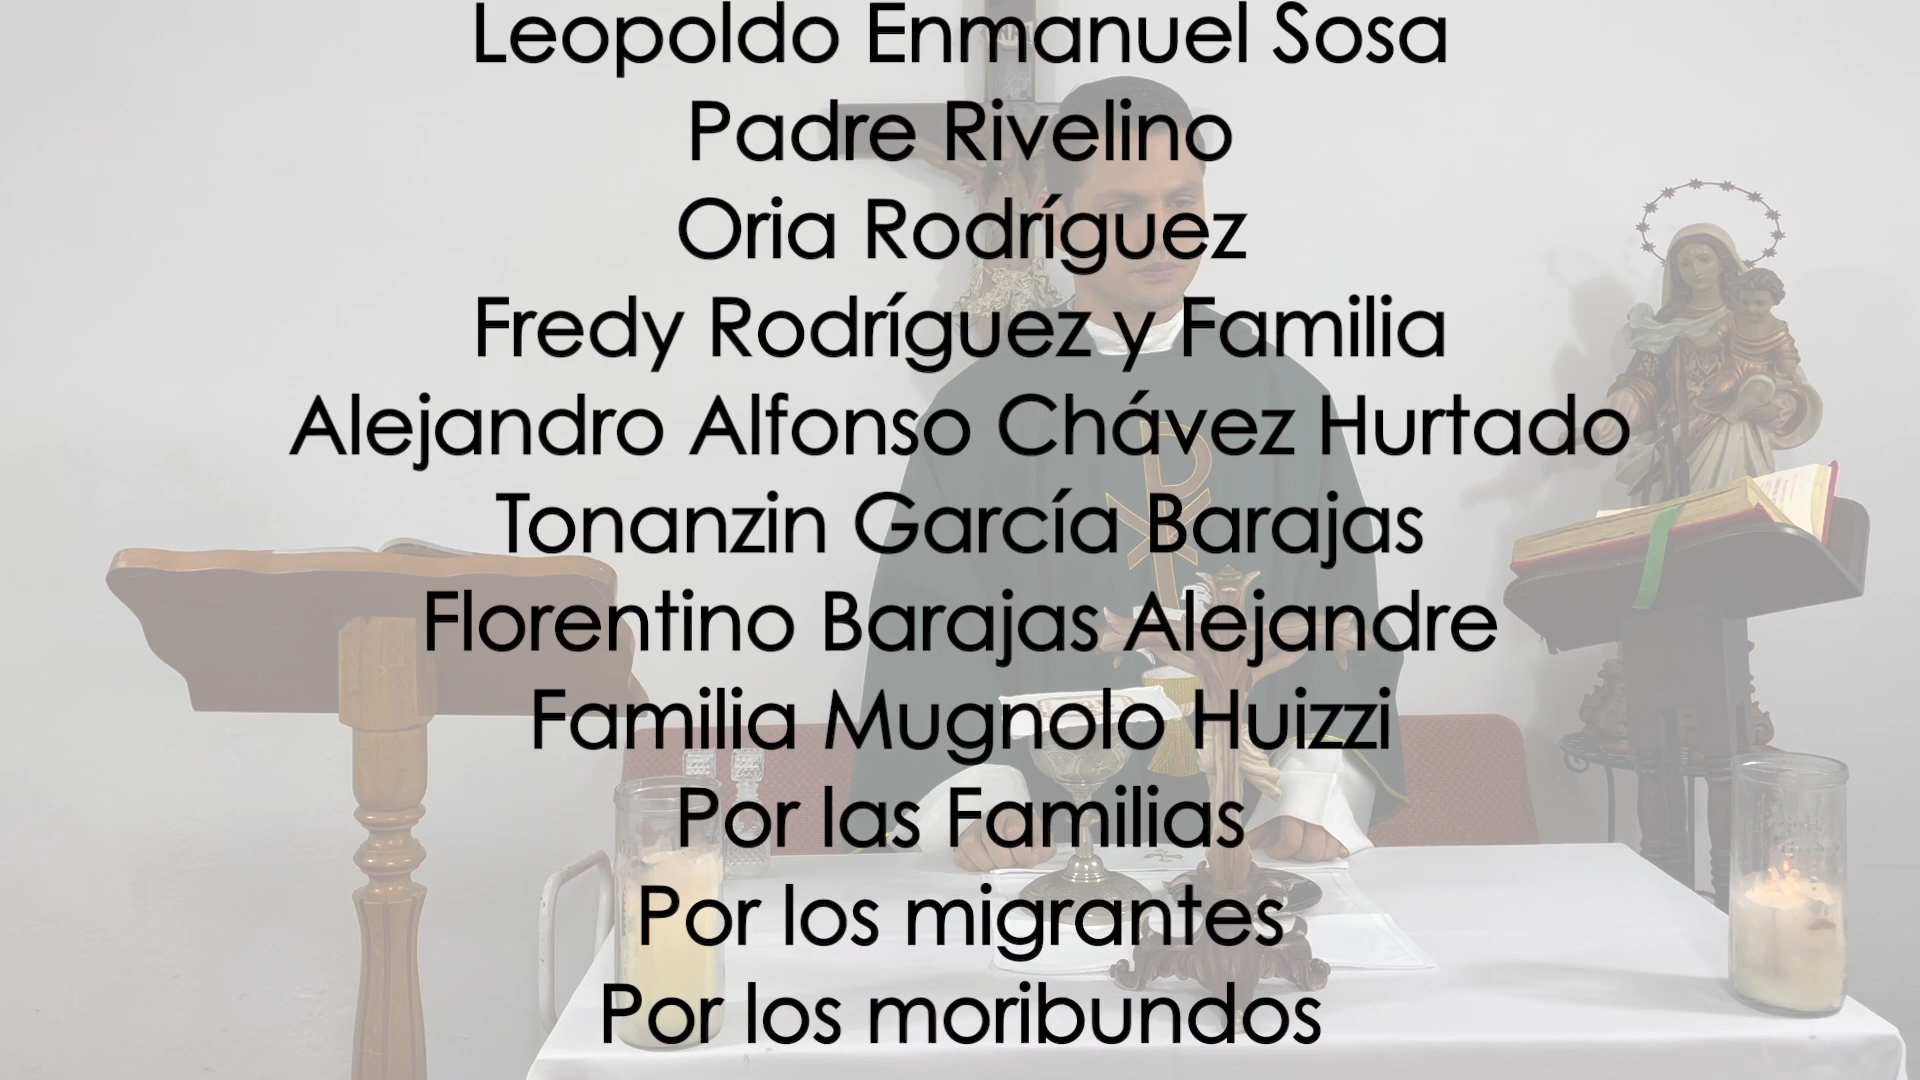 Leopoldo Enmanuel Sosa
Padre Rivelino
Oria Rodríguez
Fredy Rodríguez y Familia
Alejandro Alfonso Chávez Hurtado
Tonanzin García Barajas
Florentino Barajas Alejandre
Familia Mugnolo Huizzi
Por las Familias
Por los migrantes
Por los moribundos